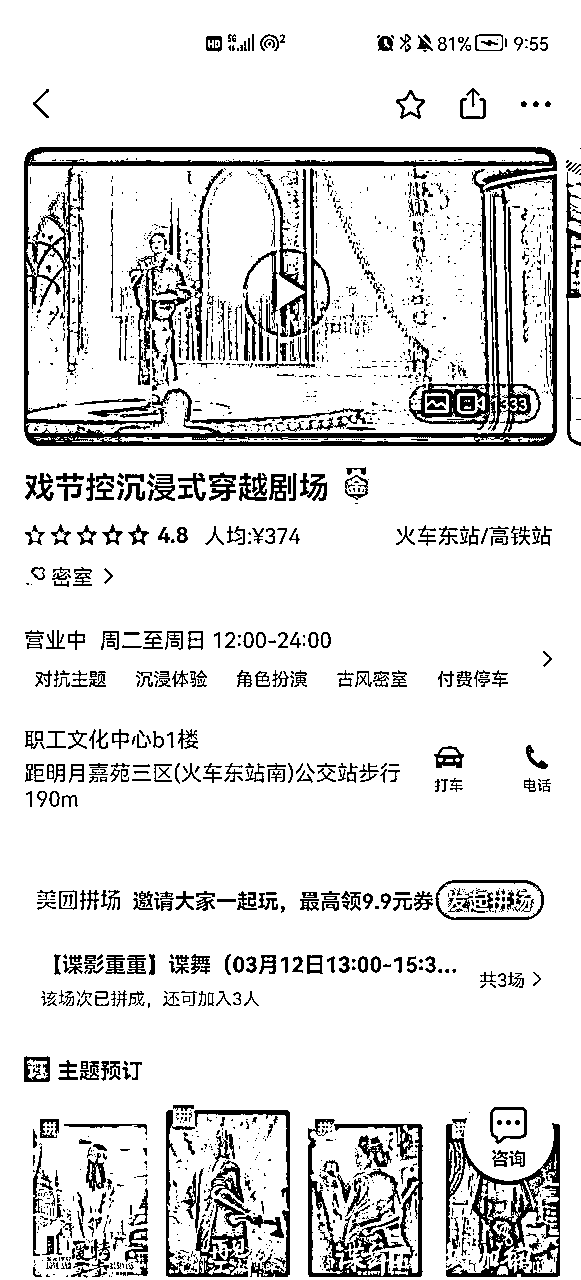 HD 5G 2 81% 9:55
1333
戏节控沉浸式穿越剧场
4.8 人均:¥374 火车东站/高铁站
密室
营业中 周二至周日 12:00-24:00
对抗主题 沉浸体验 角色扮演 古风密室 付费停车
职工文化中心b1楼
距明月嘉苑三区(火车东站南)公交站步行
190m
打车 电话
美团拼场 邀请大家一起玩，最高领9.9元券 发起拼场
【谍影重重】谍舞（03月12日13:00-15:3...
共3场
该场次已拼成，还可加入3人
主题预订
拼 拼 拼
咨询